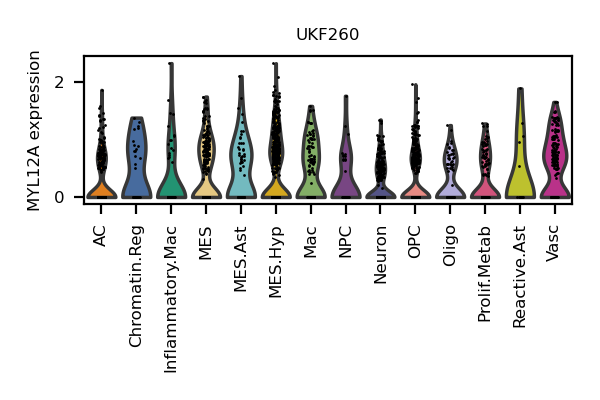 UKF260
MYL12A expression
2
0
AC
Chromatin.Reg
Inflammatory.Mac
MES
MES.Ast
MES.Hyp
Mac
NPC
Neuron
OPC
Oligo
Prolif.Metab
Reactive.Ast
Vasc